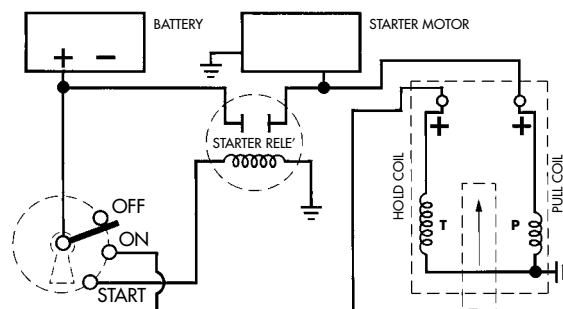 BATTERY
STARTER MOTOR
+ −
STARTER RELE'
+ +
HOLD COIL
PULL COIL
T P
OFF
ON
START